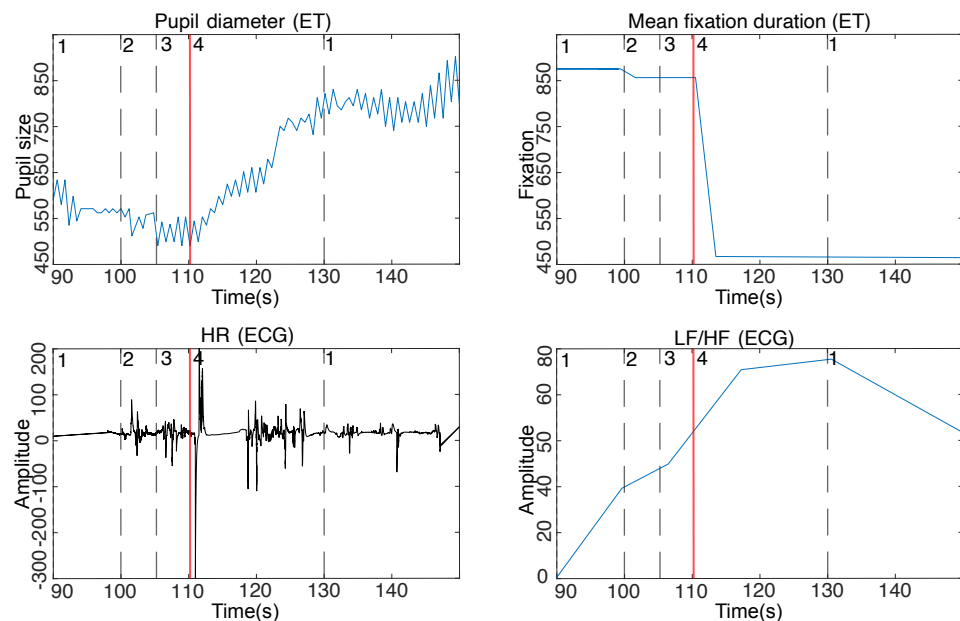 Pupil diameter (ET)
1 2 3 4 1
Pupil size
450 550 650 750 850
90 100 110 120 130 140
Time(s)
Mean fixation duration (ET)
1 2 3 4 1
Fixation
450 550 650 750 850
90 100 110 120 130 140
Time(s)
HR (ECG)
1 2 3 4 1
Amplitude
-300 -200 -100 0 100 200
90 100 110 120 130 140
Time(s)
LF/HF (ECG)
1 2 3 4 1
Amplitude
0 20 40 60 80
90 100 110 120 130 140
Time(s)